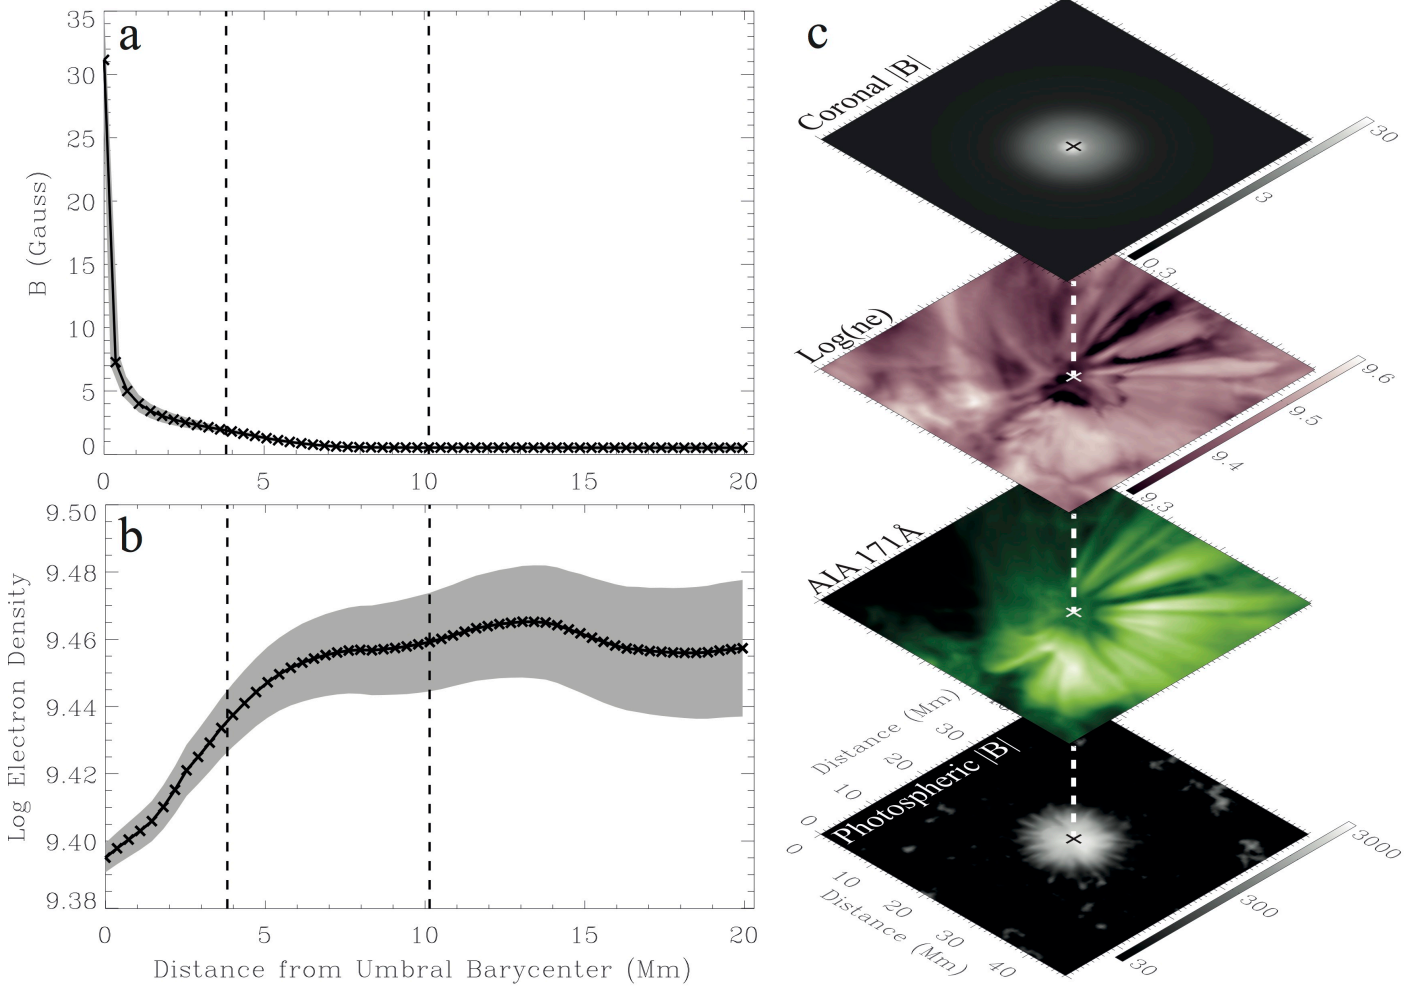 a
35
30
25
20
15
10
5
0
B (Gauss)
0 5 10 15 20
b
9.50
9.48
9.46
9.44
9.42
9.40
9.38
Log Electron Density
0 5 10 15 20
Distance from Umbral Barycenter (Mm)
c
Coronal |B|
30
3
0.3
Log(ne)
9.6
9.5
9.4
9.3
AIA 171Å
Distance (Mm)
30
20
10
0
Photospheric |B|
0
10
20
30
40
Distance (Mm)
3000
300
30